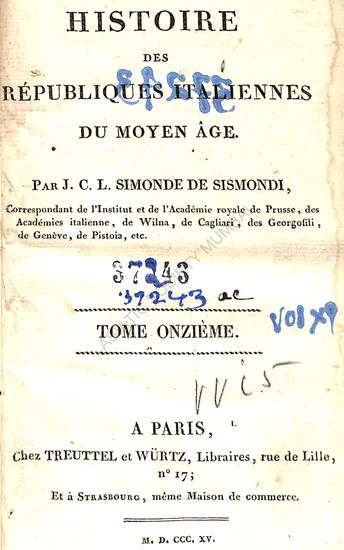 HISTOIRE
DES
RÉPUBLIQUES ITALIENNES
DU MOYEN ÂGE.
PAR J. C. L. SIMONDE DE SISMONDI,
Correspondant de l'Institut et de l'Académie royale de Prusse, des
Académies italienne, de Wilna, de Cagliari, des Georgofili,
de Genève, de Pistoia, etc.
37243
37243
Vol XI
TOME ONZIÈME.
A PARIS,
Chez TREUTTEL et WÜRTZ, Libraires, rue de Lille,
n° 17;
Et à STRASBOURG, même Maison de commerce.
M. D. CCC. XV.